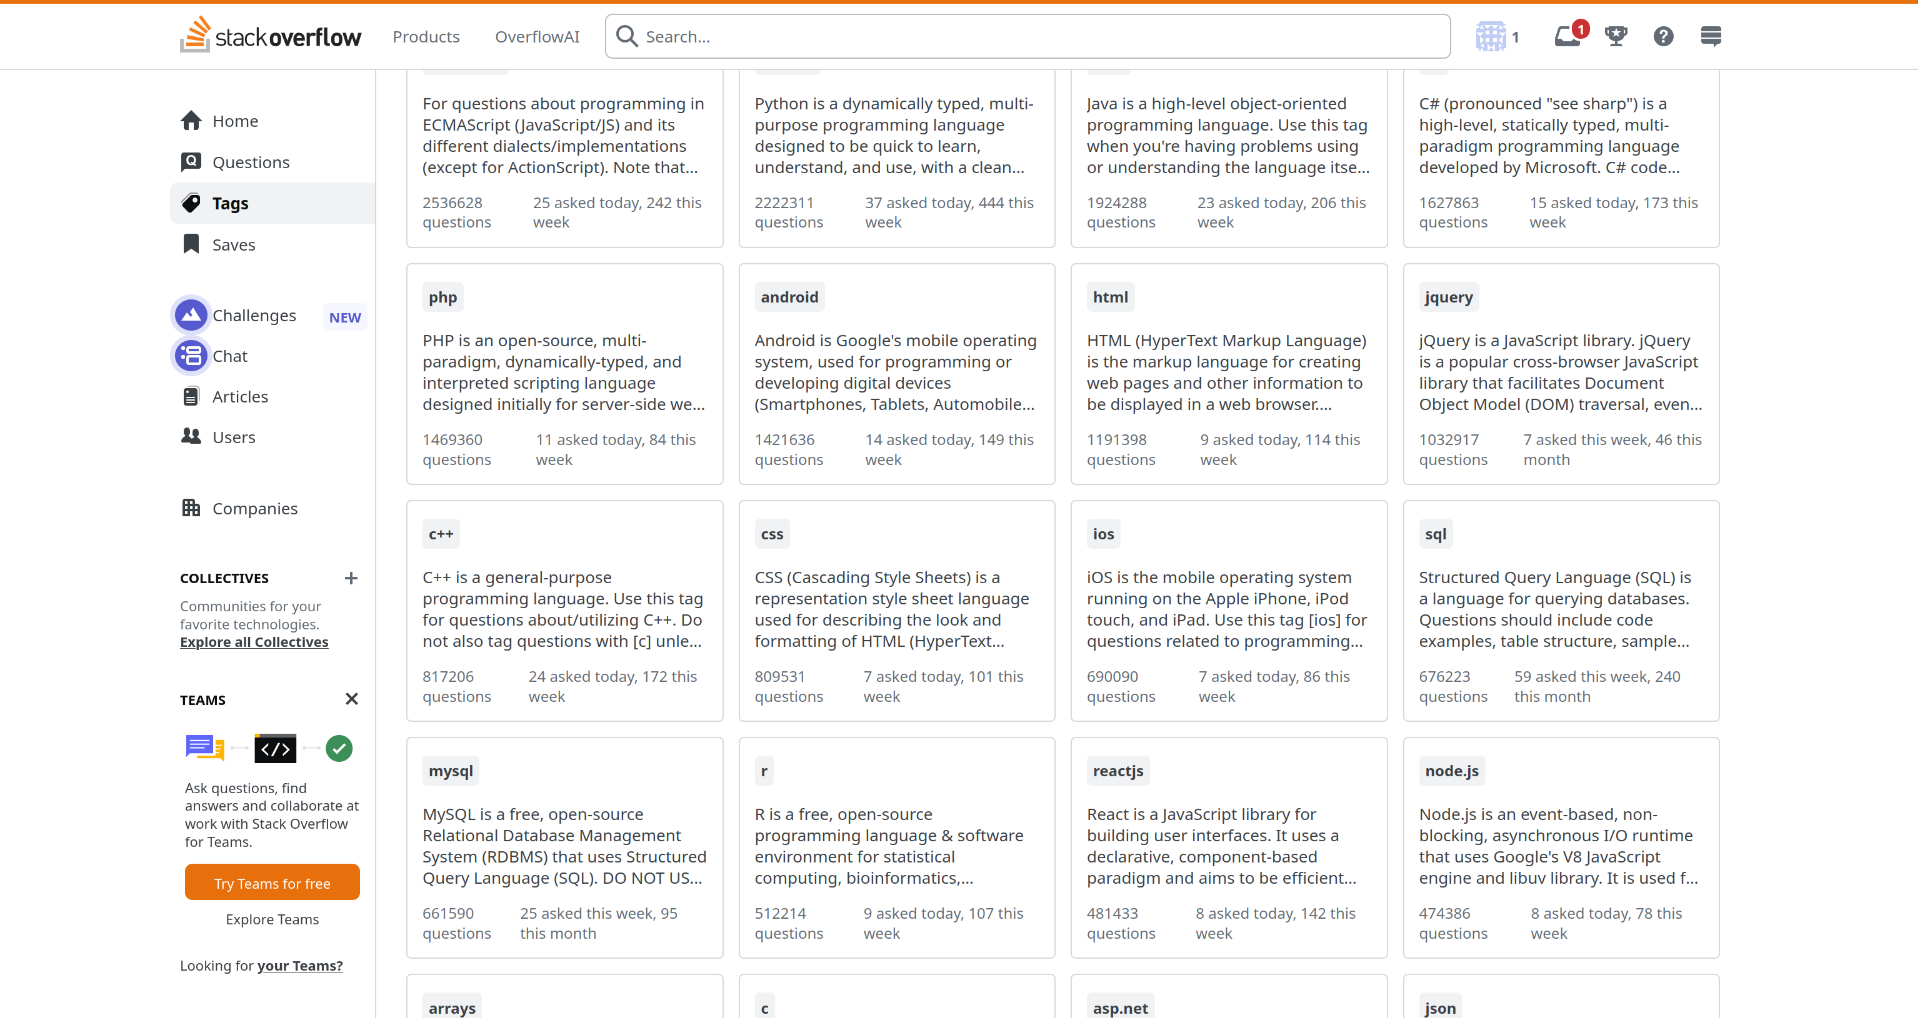 stack overflow
Products
OverflowAI
Search...
1
1
Home
Questions
Tags
Saves
Challenges
NEW
Chat
Articles
Users
Companies
COLLECTIVES
Communities for your
favorite technologies.
Explore all Collectives
TEAMS
Ask questions, find
answers and collaborate at
work with Stack Overflow
for Teams.
Try Teams for free
Explore Teams
Looking for your Teams?
For questions about programming in
ECMAScript (JavaScript/JS) and its
different dialects/implementations
(except for ActionScript). Note that...
2536628
questions
25 asked today, 242 this
week
Python is a dynamically typed, multi-
purpose programming language
designed to be quick to learn,
understand, and use, with a clean...
2222311
questions
37 asked today, 444 this
week
Java is a high-level object-oriented
programming language. Use this tag
when you're having problems using
or understanding the language itse...
1924288
questions
23 asked today, 206 this
week
C# (pronounced "see sharp") is a
high-level, statically typed, multi-
paradigm programming language
developed by Microsoft. C# code...
1627863
questions
15 asked today, 173 this
week
php
PHP is an open-source, multi-
paradigm, dynamically-typed, and
interpreted scripting language
designed initially for server-side we...
1469360
questions
11 asked today, 84 this
week
android
Android is Google's mobile operating
system, used for programming or
developing digital devices
(Smartphones, Tablets, Automobile...
1421636
questions
14 asked today, 149 this
week
html
HTML (HyperText Markup Language)
is the markup language for creating
web pages and other information to
be displayed in a web browser....
1191398
questions
9 asked today, 114 this
week
jquery
jQuery is a JavaScript library. jQuery
is a popular cross-browser JavaScript
library that facilitates Document
Object Model (DOM) traversal, even...
1032917
questions
7 asked this week, 46 this
month
c++
C++ is a general-purpose
programming language. Use this tag
for questions about/utilizing C++. Do
not also tag questions with [c] unle...
817206
questions
24 asked today, 172 this
week
css
CSS (Cascading Style Sheets) is a
representation style sheet language
used for describing the look and
formatting of HTML (HyperText...
809531
questions
7 asked today, 101 this
week
ios
iOS is the mobile operating system
running on the Apple iPhone, iPod
touch, and iPad. Use this tag [ios] for
questions related to programming...
690090
questions
7 asked today, 86 this
week
sql
Structured Query Language (SQL) is
a language for querying databases.
Questions should include code
examples, table structure, sample...
676223
questions
59 asked this week, 240
this month
mysql
MySQL is a free, open-source
Relational Database Management
System (RDBMS) that uses Structured
Query Language (SQL). DO NOT US...
661590
questions
25 asked this week, 95
this month
r
R is a free, open-source
programming language & software
environment for statistical
computing, bioinformatics,...
512214
questions
9 asked today, 107 this
week
reactjs
React is a JavaScript library for
building user interfaces. It uses a
declarative, component-based
paradigm and aims to be efficient...
481433
questions
8 asked today, 142 this
week
node.js
Node.js is an event-based, non-
blocking, asynchronous I/O runtime
that uses Google's V8 JavaScript
engine and libuv library. It is used f...
474386
questions
8 asked today, 78 this
week
arrays
c
asp.net
json